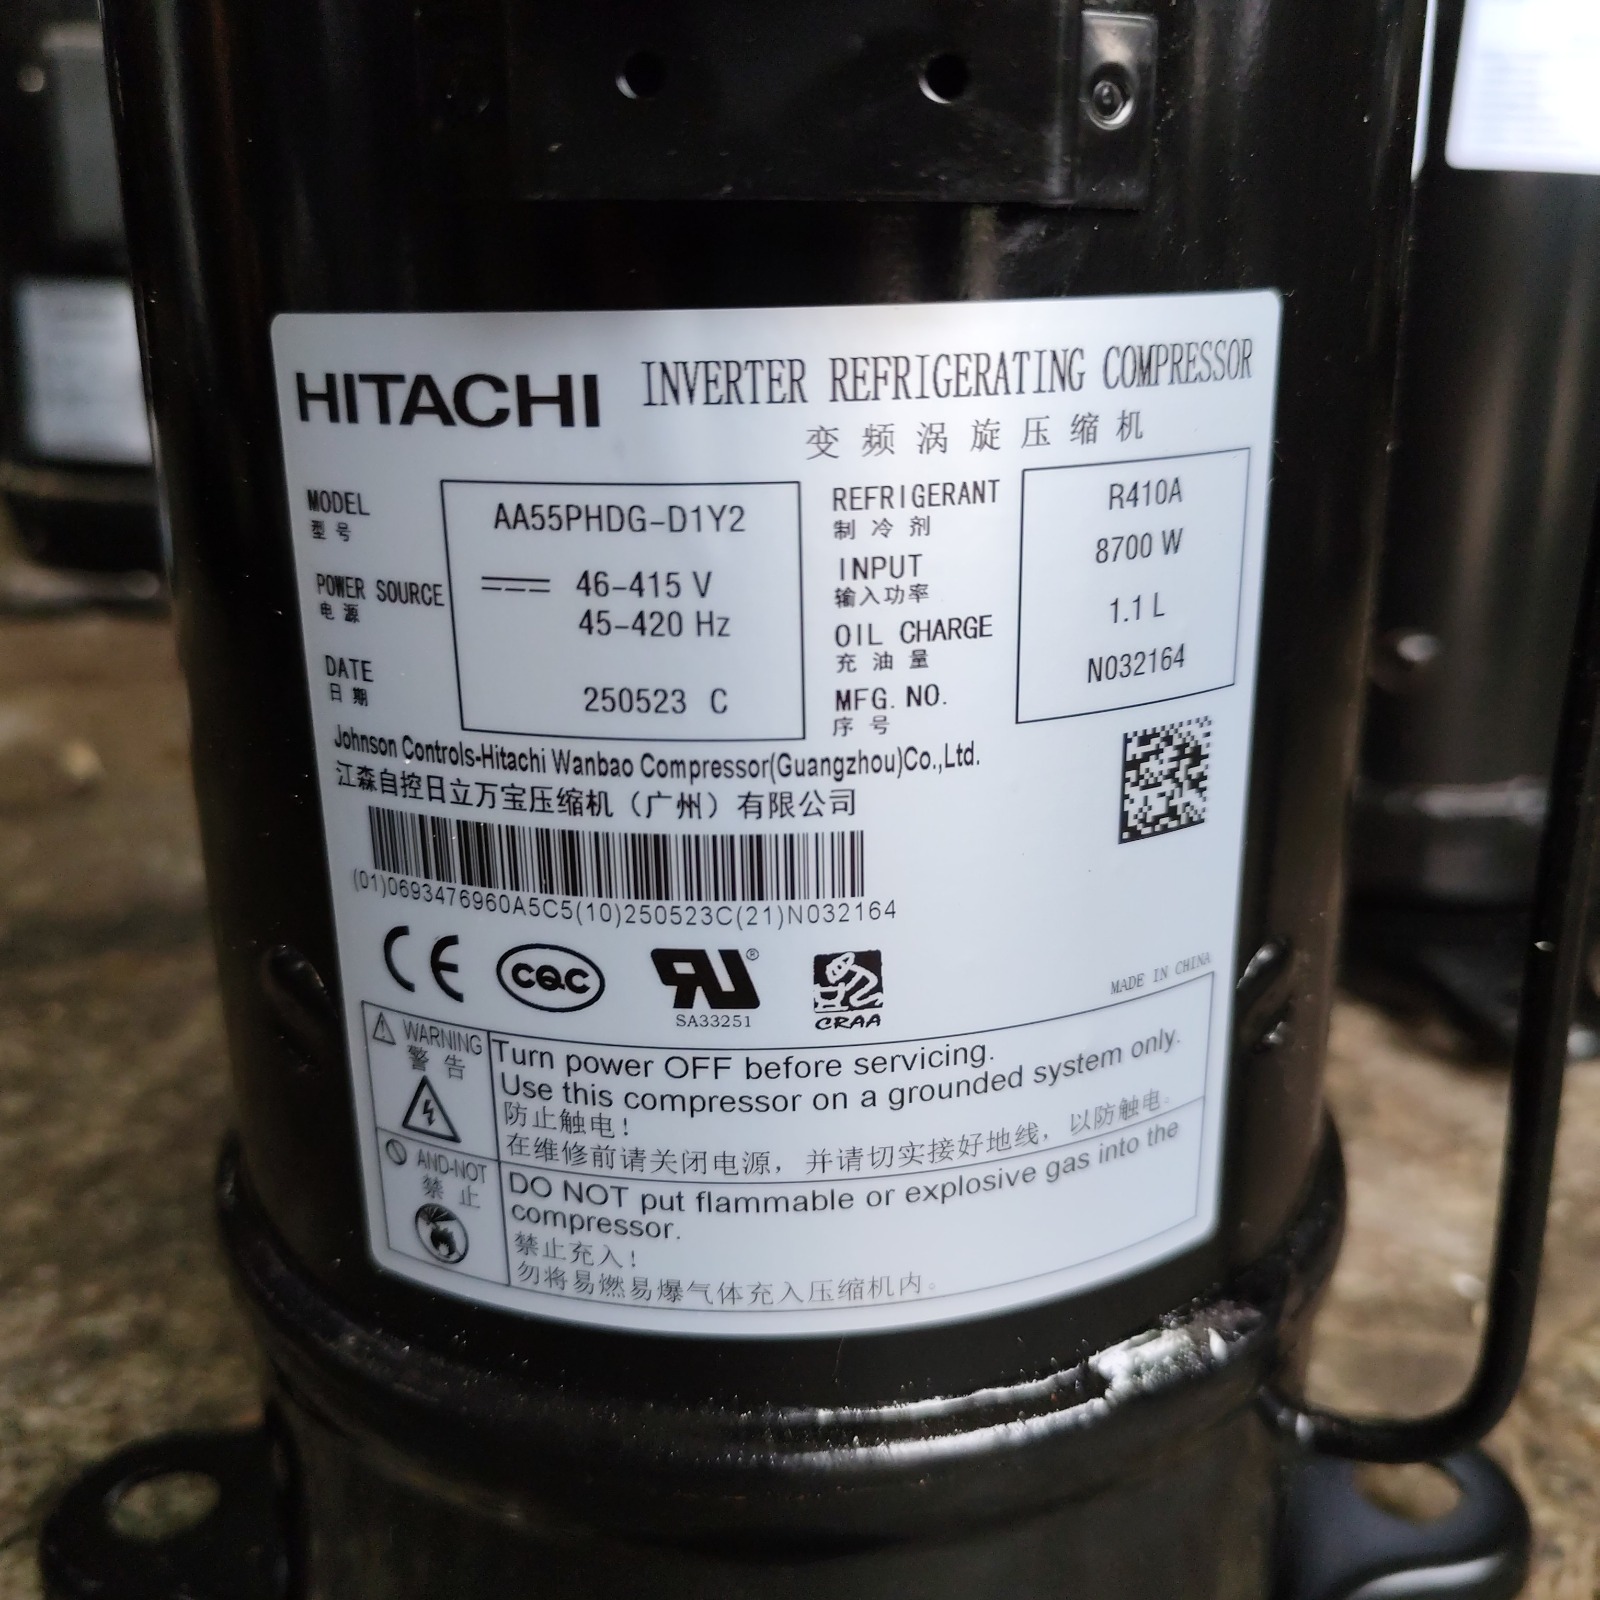 HITACHI INVERTER REFRIGERATING COMPRESSOR
变频涡旋压缩机
MODEL AA55PHDG-D1Y2
型号
POWER SOURCE 46-415 V
电源 45-420 Hz
DATE 250523 C
日期
REFRIGERANT R410A
制冷剂
INPUT 8700 W
输入功率
OIL CHARGE 1.1 L
充油量
MFG. NO. N032164
序号
Johnson Controls-Hitachi Wanbao Compressor(Guangzhou)Co.,Ltd.
江森自控日立万宝压缩机（广州）有限公司
(01)0693476960A5C5(10)250523C(21)N032164
CE CQC RU® CRAA
SA33251
MADE IN CHINA
WARNING
警告
Turn power OFF before servicing.
Use this compressor on a grounded system only.
防止触电！
在维修前请关闭电源，并请切实接好地线，以防触电。
AND-NOT
禁止
DO NOT put flammable or explosive gas into the
compressor.
禁止充入！
勿将易燃易爆气体充入压缩机内。